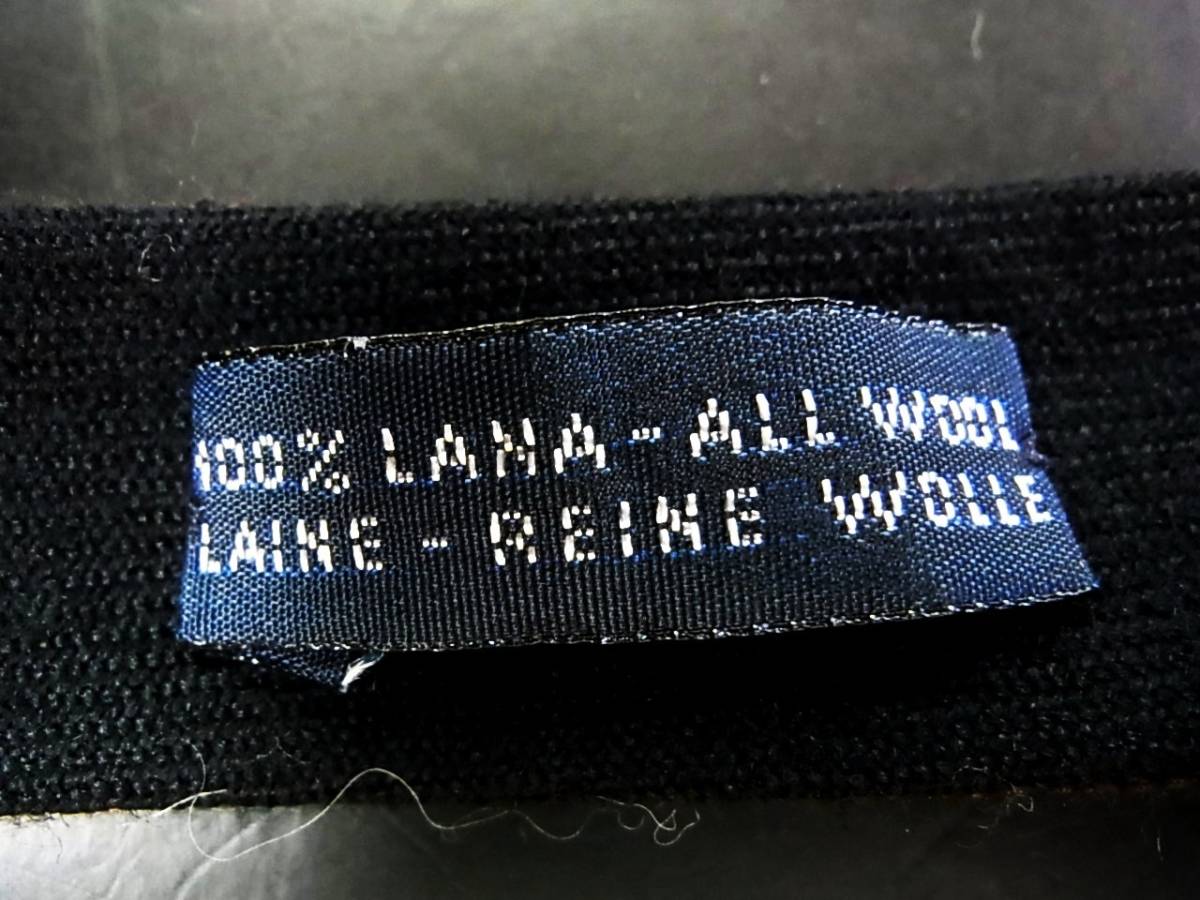 100% LANA - ALL WOOL
LAINE - REINE WOLLE